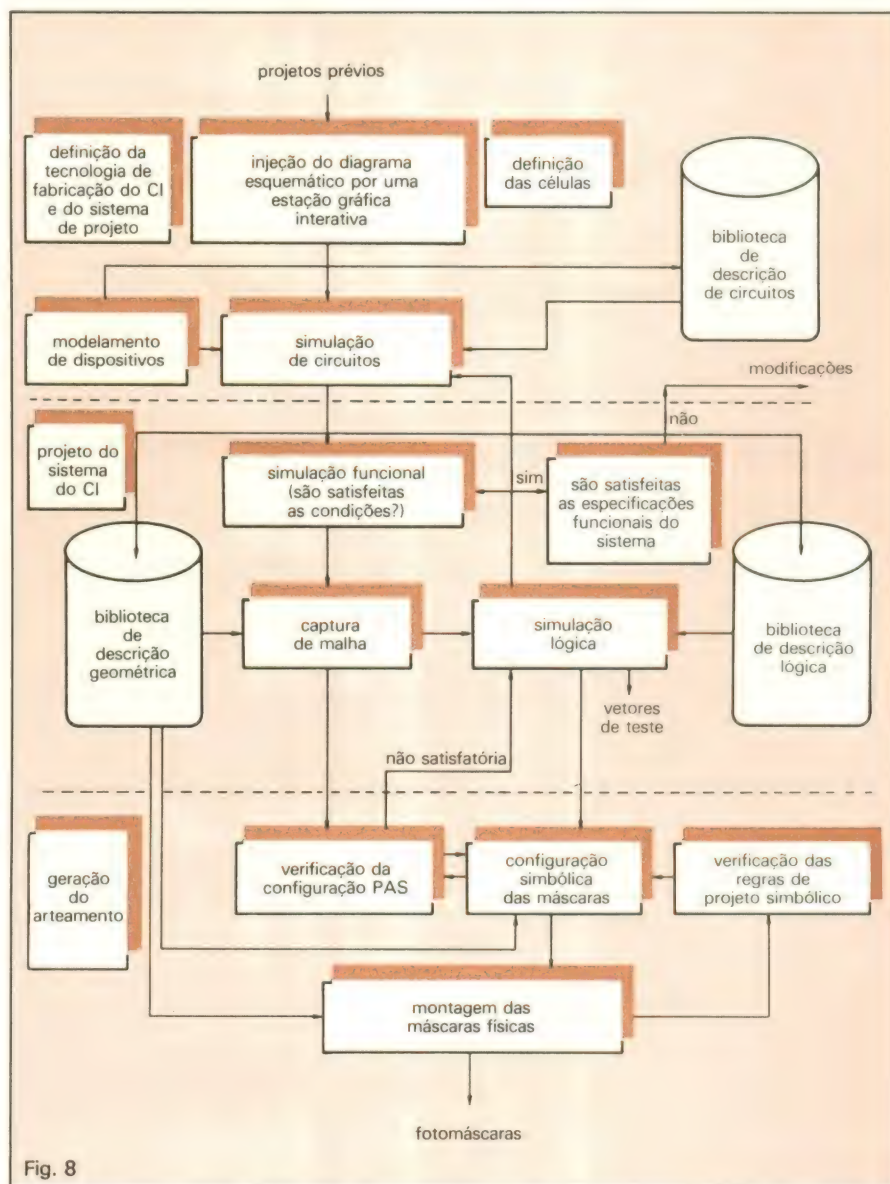 projetos prévios
definição da
tecnologia de
fabricação do CI
e do sistema
de projeto
injeção do diagrama
esquemático por uma
estação gráfica
interativa
definição
das células
biblioteca
de
descrição
de circuitos
modelamento
de dispositivos
simulação
de circuitos
modificações
não
projeto do
sistema
do CI
simulação funcional
(são satisfeitas
as condições?)
sim
são satisfeitas
as especificações
funcionais do
sistema
biblioteca
de
descrição
geométrica
captura
de malha
simulação
lógica
biblioteca
de descrição
lógica
vetores
de teste
não satisfatória
geração
do
arteamento
verificação da
configuração PAS
configuração
simbólica
das máscaras
verificação das
regras de
projeto simbólico
montagem das
máscaras físicas
fotomáscaras
Fig. 8